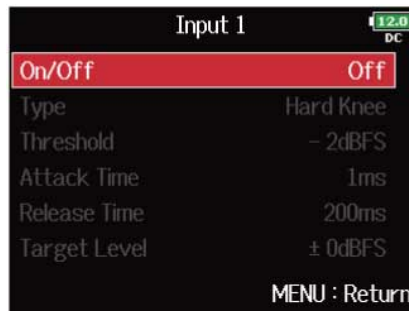 Input 1
12.0
DC
On/Off Off
Type Hard Knee
Threshold - 2dBFS
Attack Time 1ms
Release Time 200ms
Target Level ± 0dBFS
MENU : Return